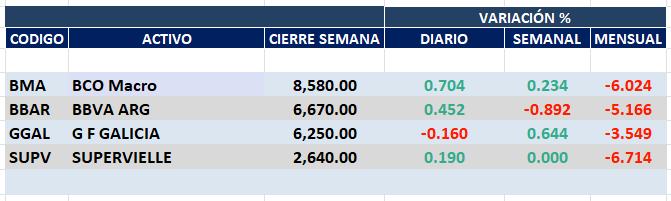 VARIACIÓN %
CODIGO ACTIVO CIERRE SEMANA DIARIO SEMANAL MENSUAL
BMA BCO Macro 8,580.00 0.704 0.234 -6.024
BBAR BBVA ARG 6,670.00 0.452 -0.892 -5.166
GGAL G F GALICIA 6,250.00 -0.160 0.644 -3.549
SUPV SUPERVIELLE 2,640.00 0.190 0.000 -6.714